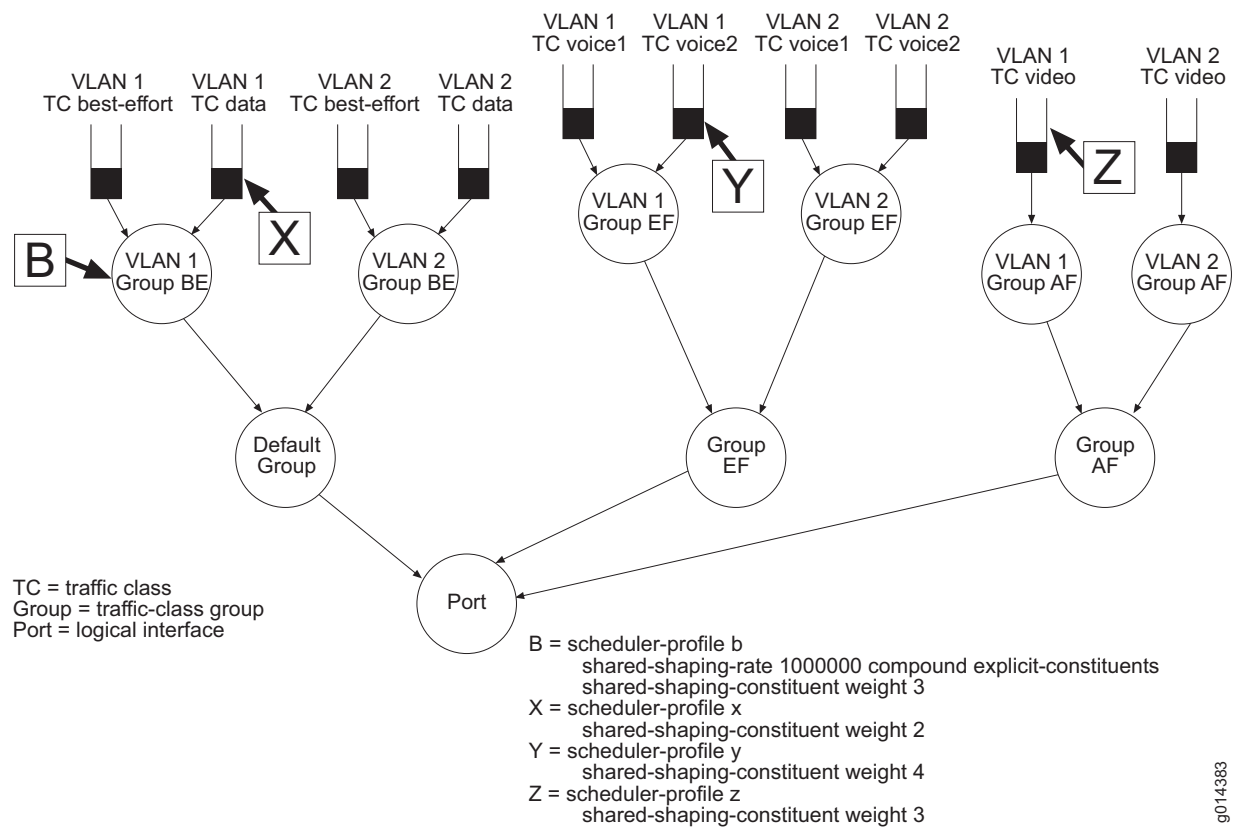 VLAN 1
TC best-effort
VLAN 1
TC data
VLAN 2
TC best-effort
VLAN 2
TC data
VLAN 1
TC voice1
VLAN 1
TC voice2
VLAN 2
TC voice1
VLAN 2
TC voice2
VLAN 1
TC video
VLAN 2
TC video
B
X
Y
Z
VLAN 1
Group BE
VLAN 2
Group BE
VLAN 1
Group EF
VLAN 2
Group EF
VLAN 1
Group AF
VLAN 2
Group AF
Default
Group
Group
EF
Group
AF
Port
TC = traffic class
Group = traffic-class group
Port = logical interface
B = scheduler-profile b
shared-shaping-rate 1000000 compound explicit-constituents
shared-shaping-constituent weight 3
X = scheduler-profile x
shared-shaping-constituent weight 2
Y = scheduler-profile y
shared-shaping-constituent weight 4
Z = scheduler-profile z
shared-shaping-constituent weight 3
g014383